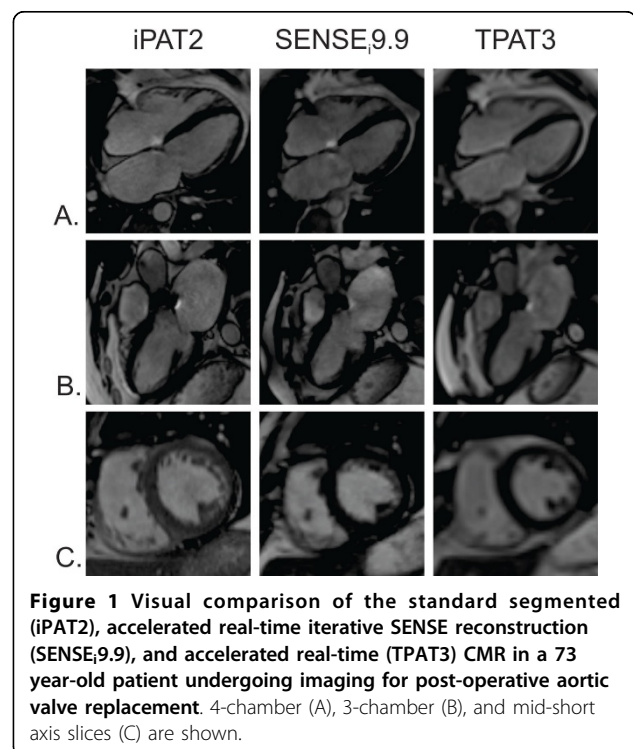 iPAT2 SENSEi9.9 TPAT3
A.
B.
C.
Figure 1 Visual comparison of the standard segmented
(iPAT2), accelerated real-time iterative SENSE reconstruction
(SENSEi9.9), and accelerated real-time (TPAT3) CMR in a 73
year-old patient undergoing imaging for post-operative aortic
valve replacement. 4-chamber (A), 3-chamber (B), and mid-short
axis slices (C) are shown.